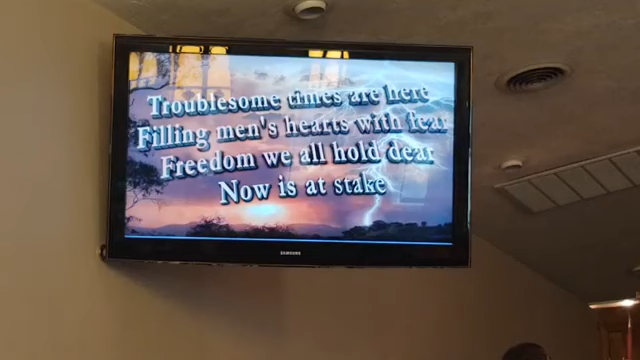 Troublesome times are here
Filling men's hearts with fear
Freedom we all hold dear
Now is at stake
SAMSUNG